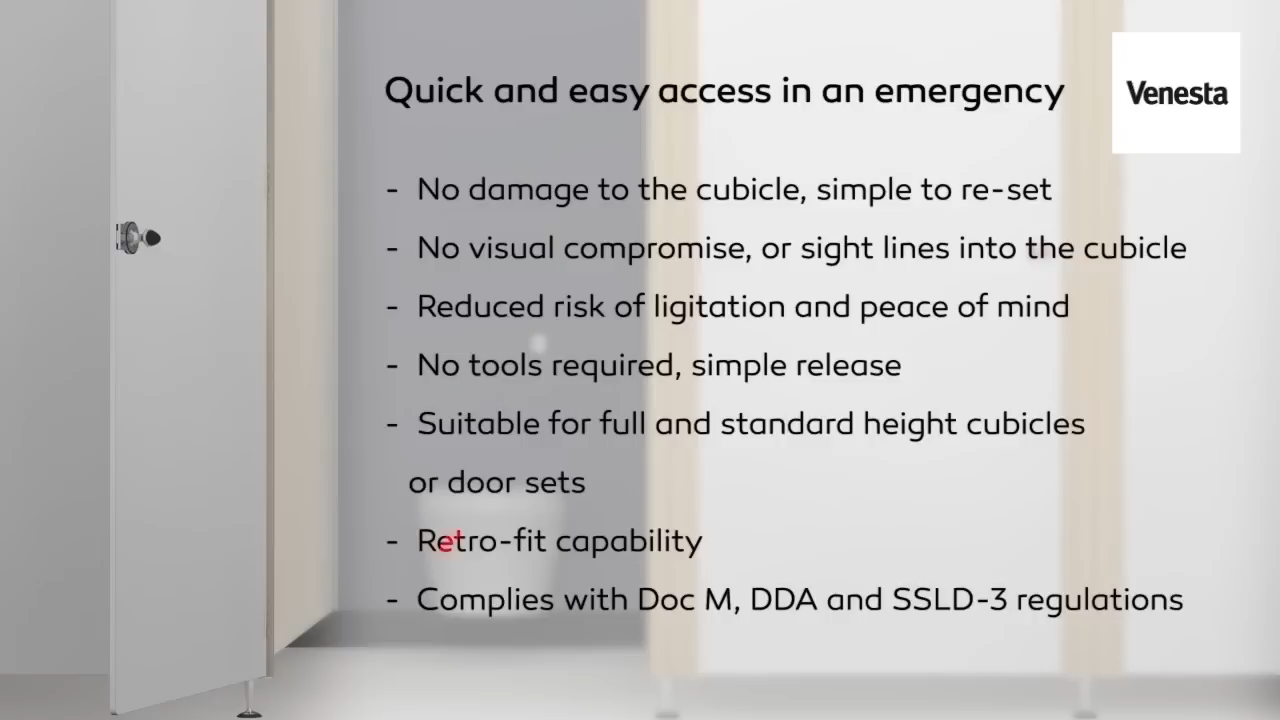 Quick and easy access in an emergency
Venesta
- No damage to the cubicle, simple to re-set
- No visual compromise, or sight lines into the cubicle
- Reduced risk of ligitation and peace of mind
- No tools required, simple release
- Suitable for full and standard height cubicles
or door sets
- Retro-fit capability
- Complies with Doc M, DDA and SSLD-3 regulations